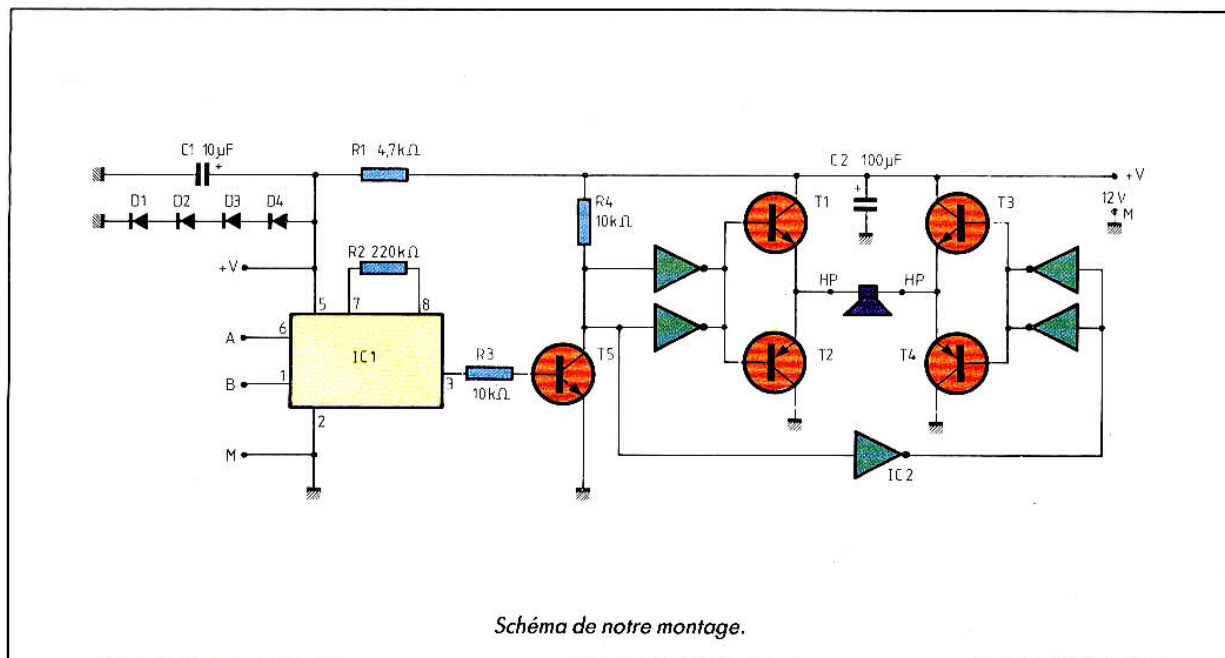 C1 10µF
+
R1 4,7kΩ
C2 100µF
+
+V
12V
M
D1 D2 D3 D4
R4
10kΩ
T1
T3
R2 220kΩ
+V
HP HP
5
7
8
A
6
IC1
B
1
3
R3
10kΩ
T5
T2
T4
2
M
IC2
Schéma de notre montage.